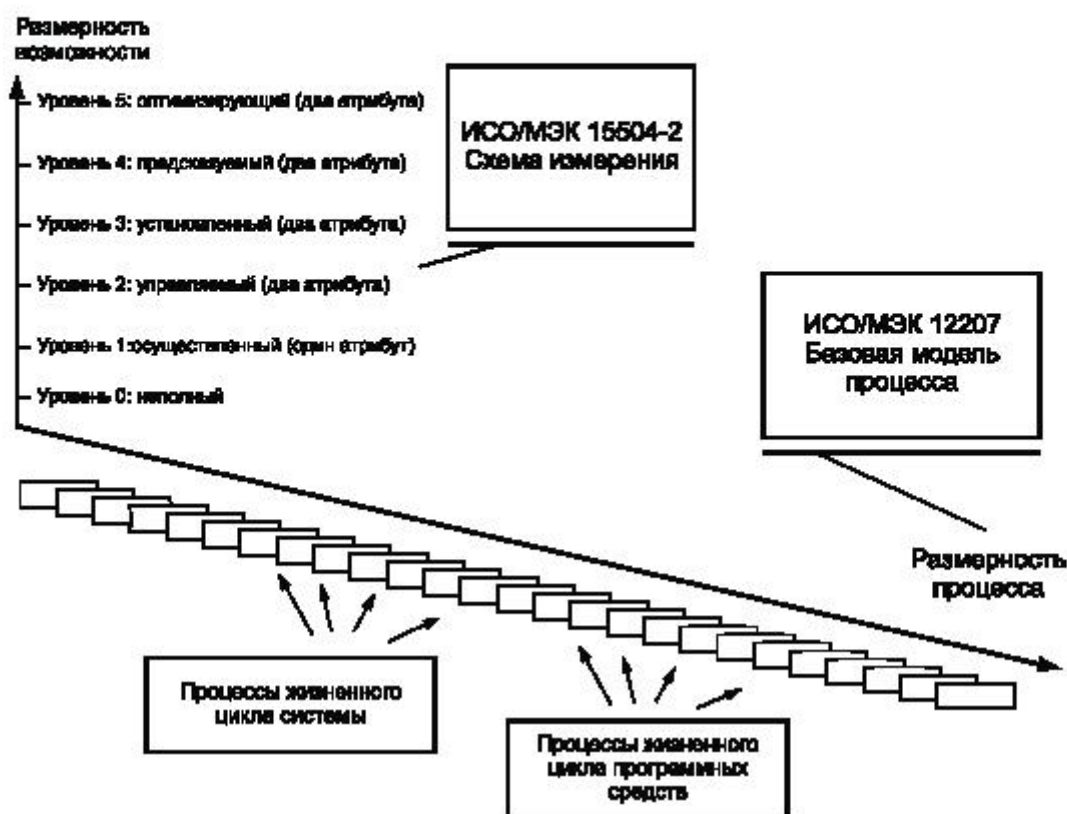 Размерность
возможности
Уровень 5: оптимизирующий (два атрибута)
Уровень 4: предсказуемый (два атрибута)
Уровень 3: установленный (два атрибута)
Уровень 2: управляемый (два атрибута)
Уровень 1:осуществленный (один атрибут)
Уровень 0: неполный
ИСО/МЭК 15504-2
Схема измерения
ИСО/МЭК 12207
Базовая модель
процесса
Размерность
процесса
Процессы жизненного
цикла системы
Процессы жизненного
цикла программных
средств